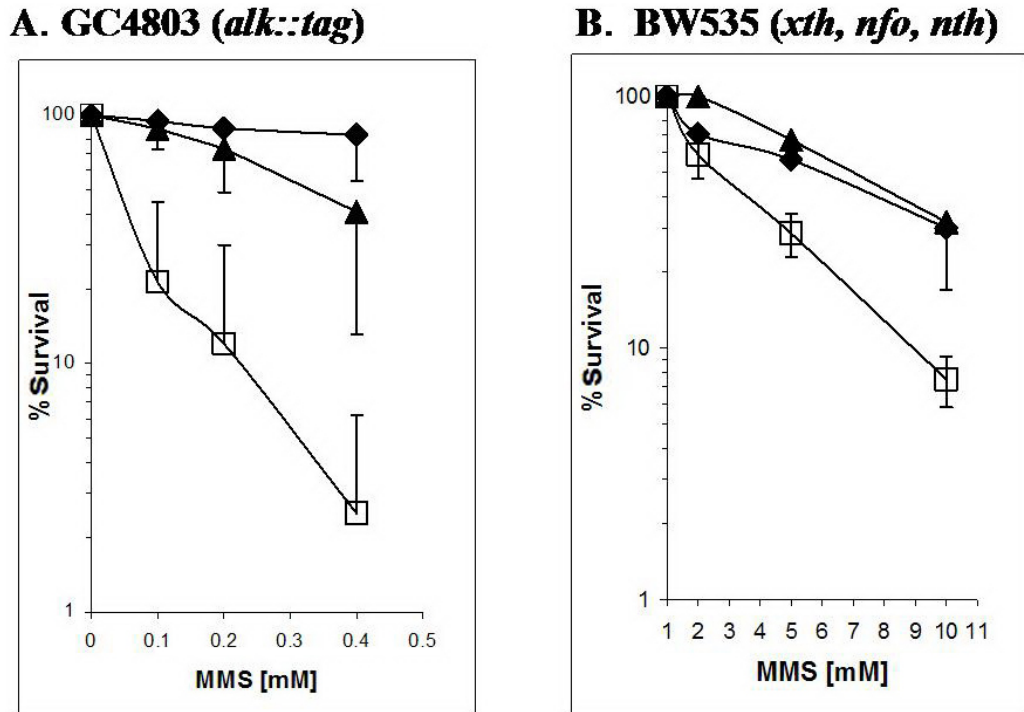 A. GC4803 (alk::tag)
100
10
1
% Survival
0 0.1 0.2 0.3 0.4 0.5
MMS [mM]
B. BW535 (xth, nfo, nth)
100
10
1
% Survival
1 2 3 4 5 6 7 8 9 10 11
MMS [mM]